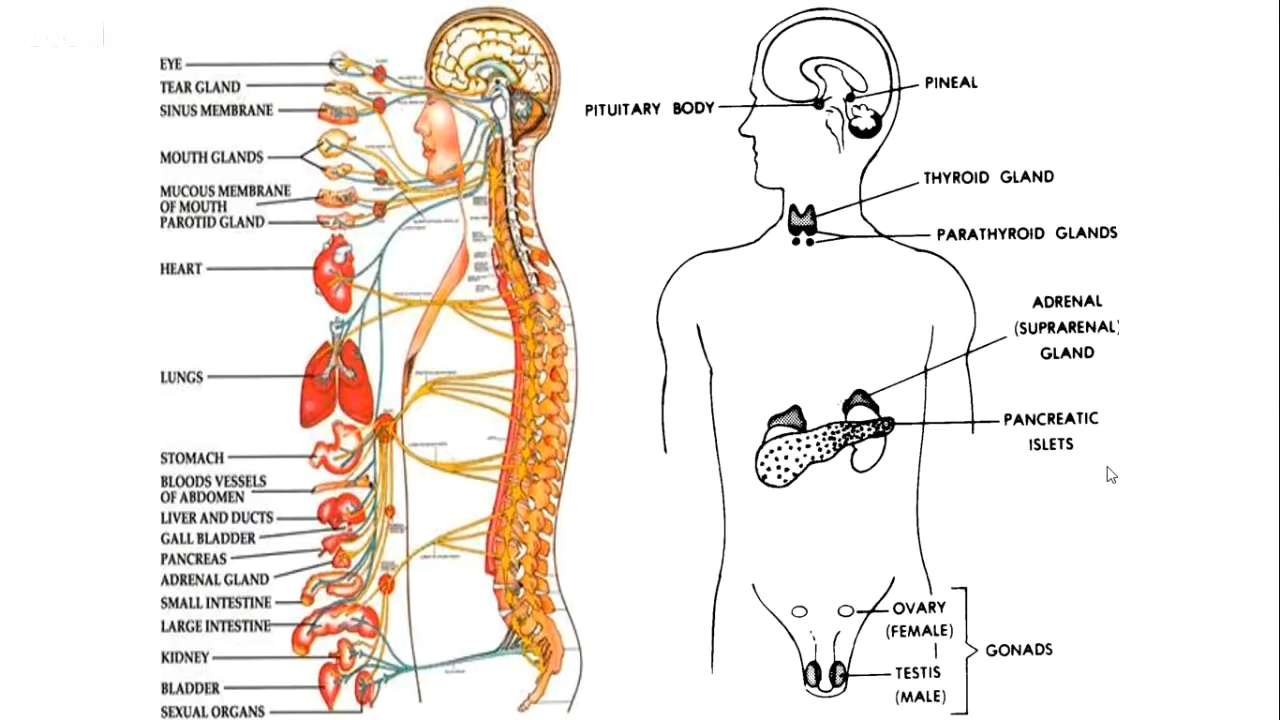 EYE
TEAR GLAND
SINUS MEMBRANE
MOUTH GLANDS
MUCOUS MEMBRANE
OF MOUTH
PAROTID GLAND
HEART
LUNGS
STOMACH
BLOODS VESSELS
OF ABDOMEN
LIVER AND DUCTS
GALL BLADDER
PANCREAS
ADRENAL GLAND
SMALL INTESTINE
LARGE INTESTINE
KIDNEY
BLADDER
SEXUAL ORGANS
PITUITARY BODY
PINEAL
THYROID GLAND
PARATHYROID GLANDS
ADRENAL
(SUPRARENAL)
GLAND
PANCREATIC
ISLETS
OVARY
(FEMALE)
GONADS
TESTIS
(MALE)